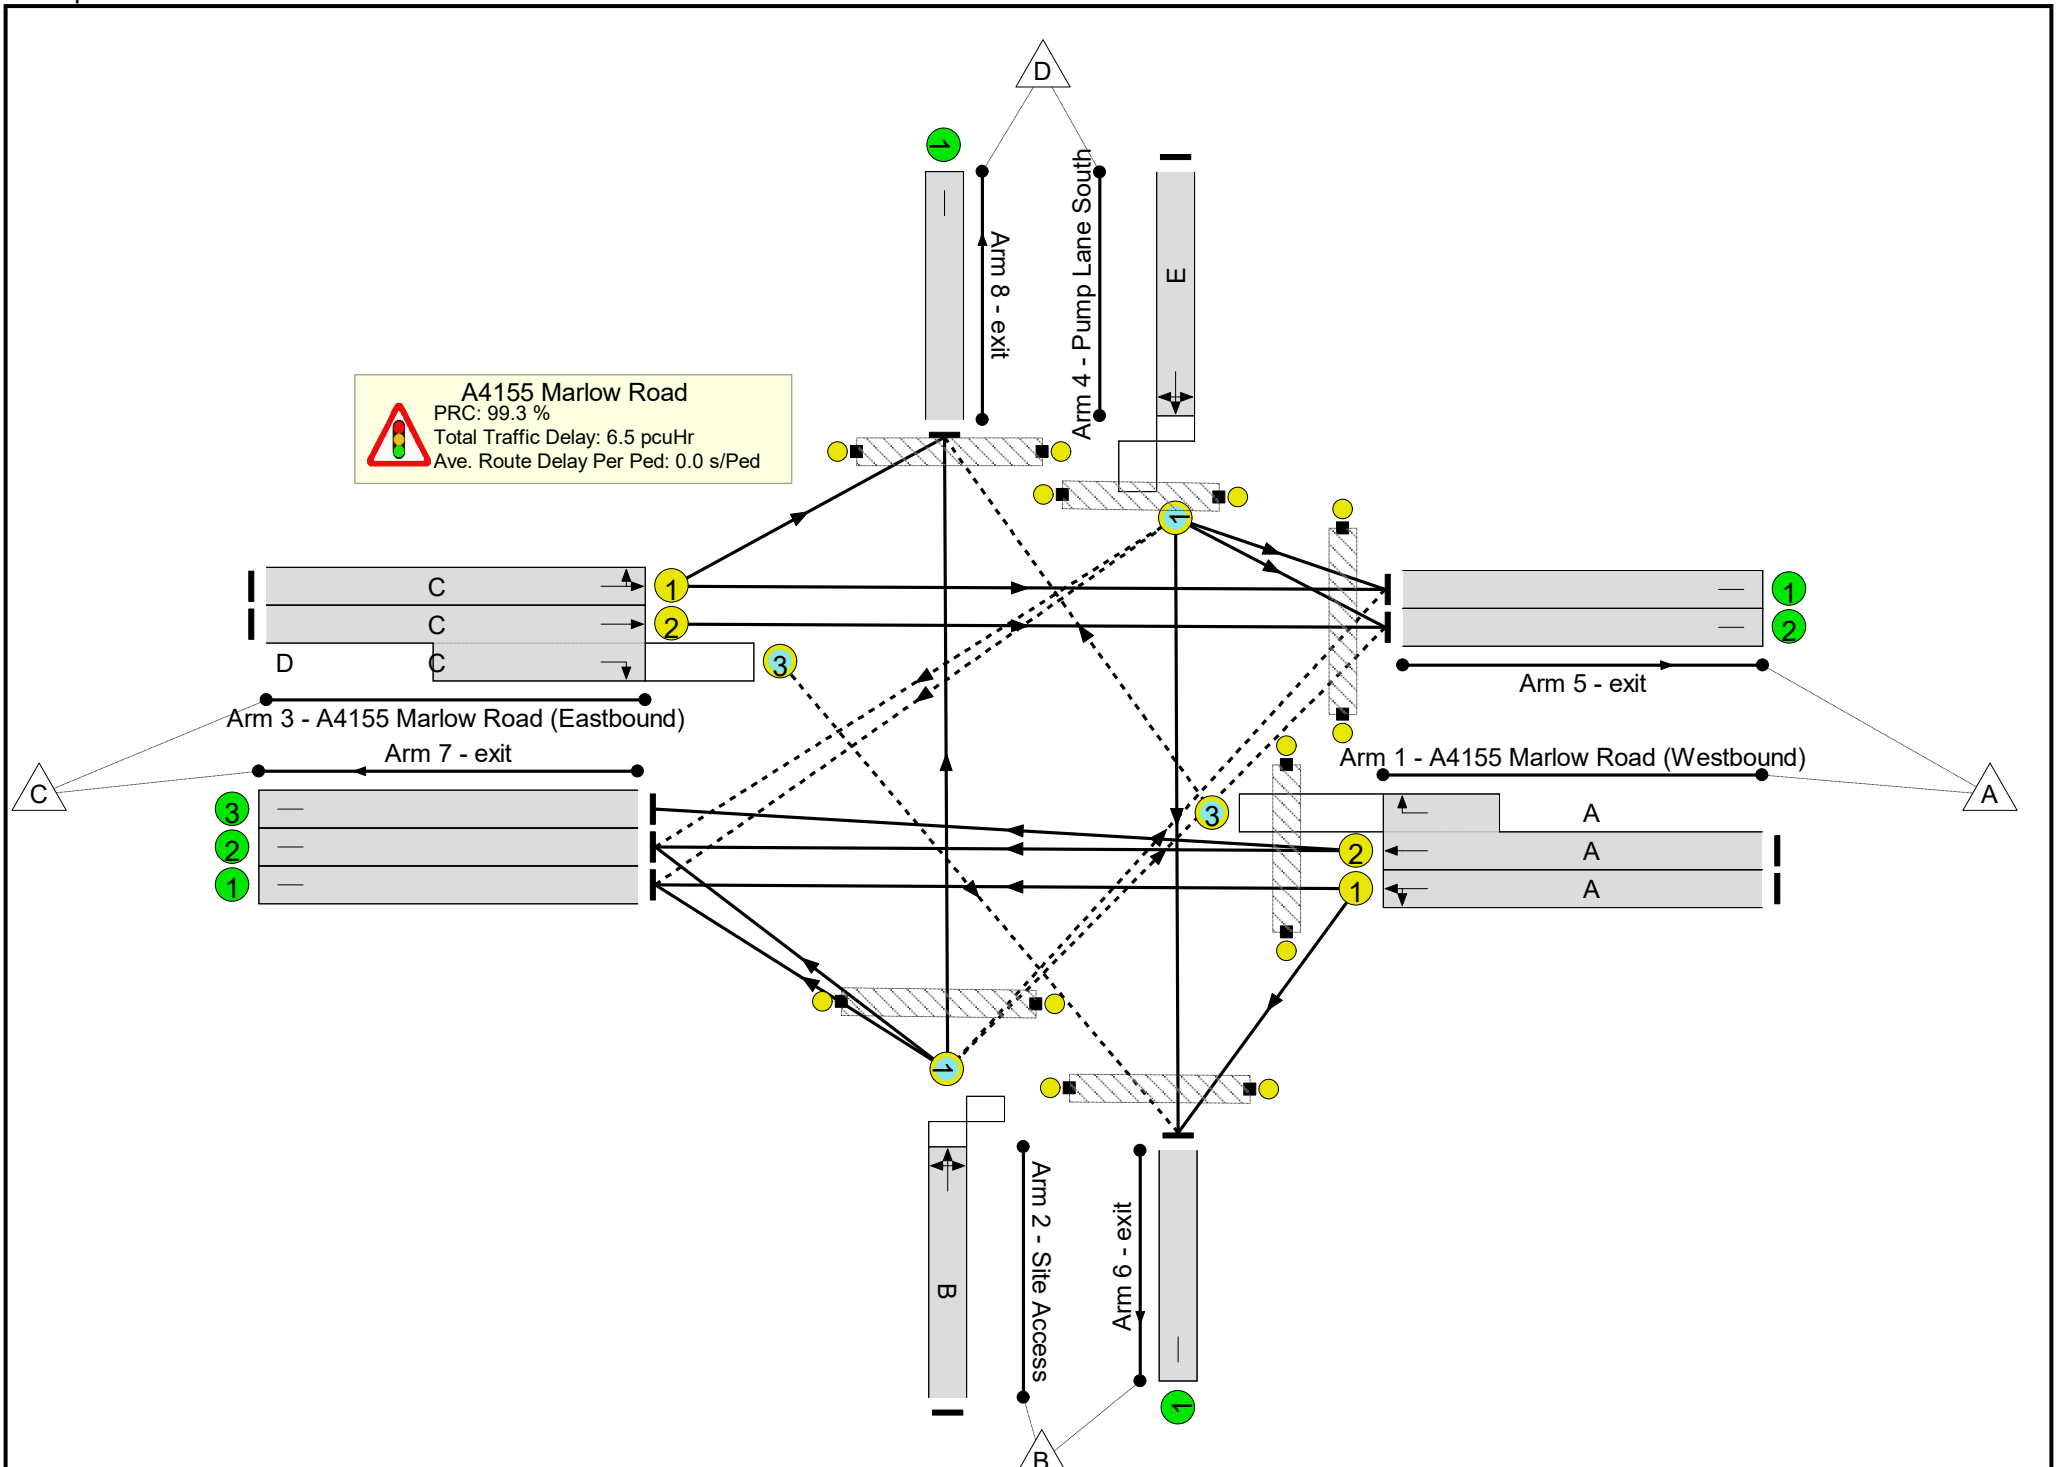 D
1
Arm 8 - exit
Arm 4 - Pump Lane South
E
A4155 Marlow Road
PRC: 99.3 %
Total Traffic Delay: 6.5 pcuHr
Ave. Route Delay Per Ped: 0.0 s/Ped
1
C
1
C
2
D
C
3
1
2
Arm 5 - exit
Arm 3 - A4155 Marlow Road (Eastbound)
Arm 7 - exit
Arm 1 - A4155 Marlow Road (Westbound)
C
A
3
2
1
3
A
2
A
1
A
1
Arm 2 - Site Access
Arm 6 - exit
B
1
B